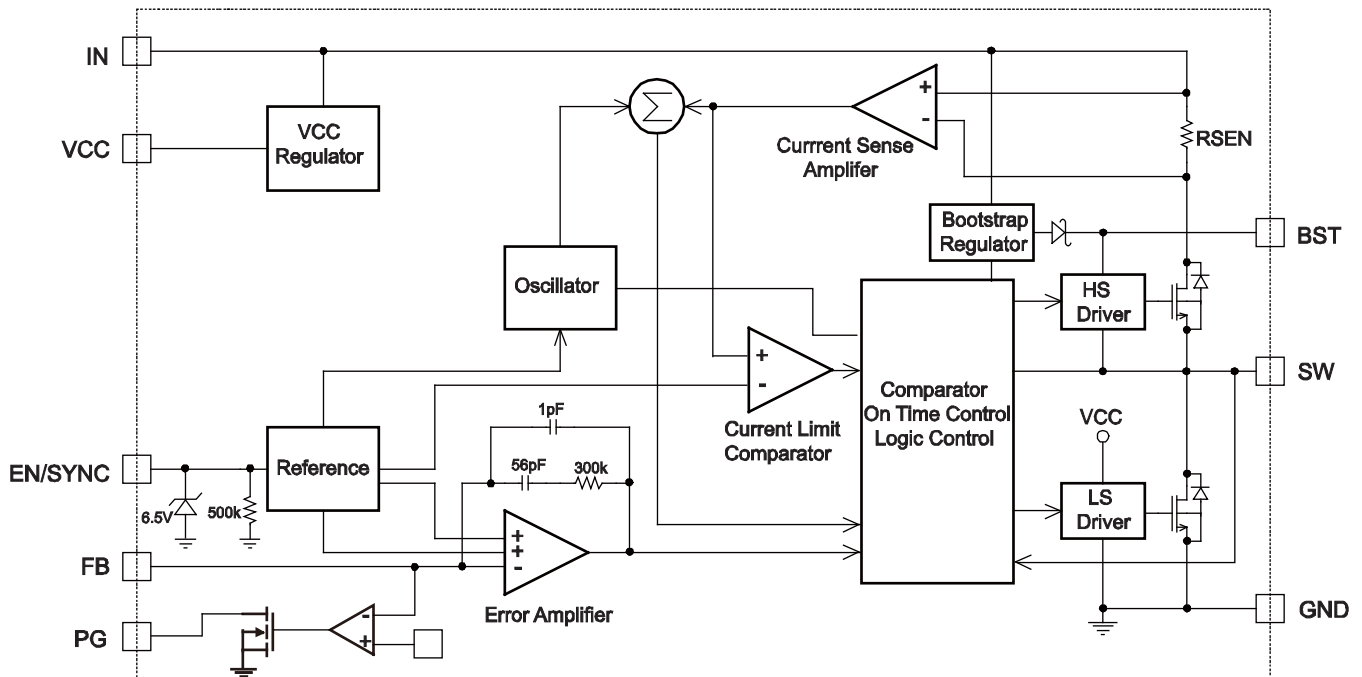 IN
VCC
Regulator
VCC
Σ
+
-
Currrent Sense
Amplifer
RSEN
Bootstrap
Regulator
BST
Oscillator
HS
Driver
+
-
Current Limit
Comparator
Comparator
On Time Control
Logic Control
SW
VCC
1pF
56pF
300k
EN/SYNC
Reference
6.5V
500k
LS
Driver
+
+
-
Error Amplifier
FB
-
+
PG
GND